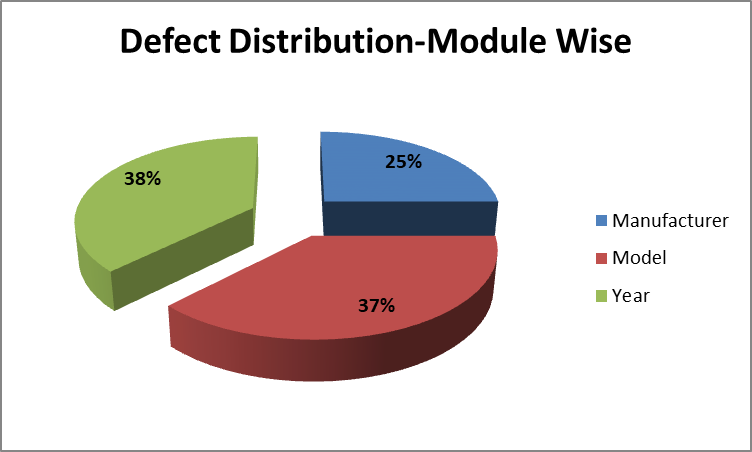 Defect Distribution-Module Wise
25%
38%
37%
Manufacturer
Model
Year